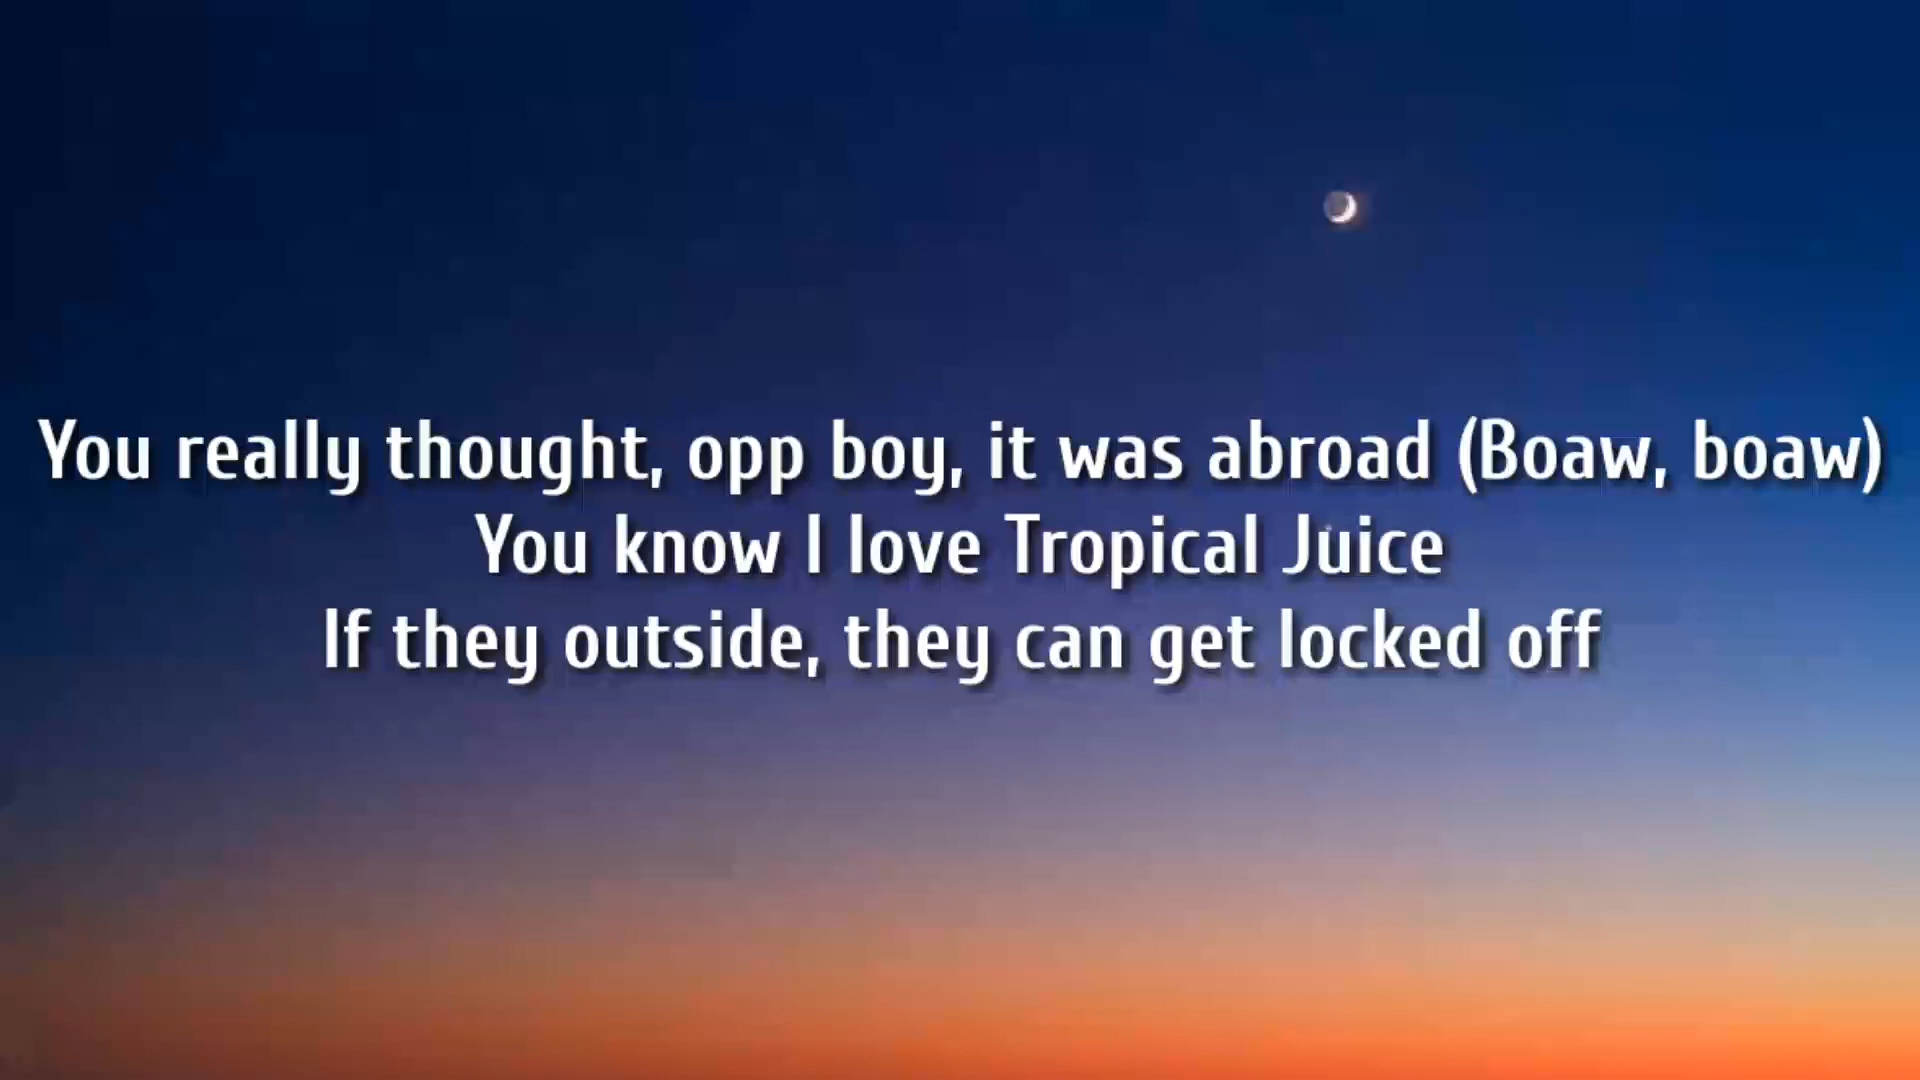 You really thought, opp boy, it was abroad (Boaw, boaw)
You know I love Tropical Juice
If they outside, they can get locked off